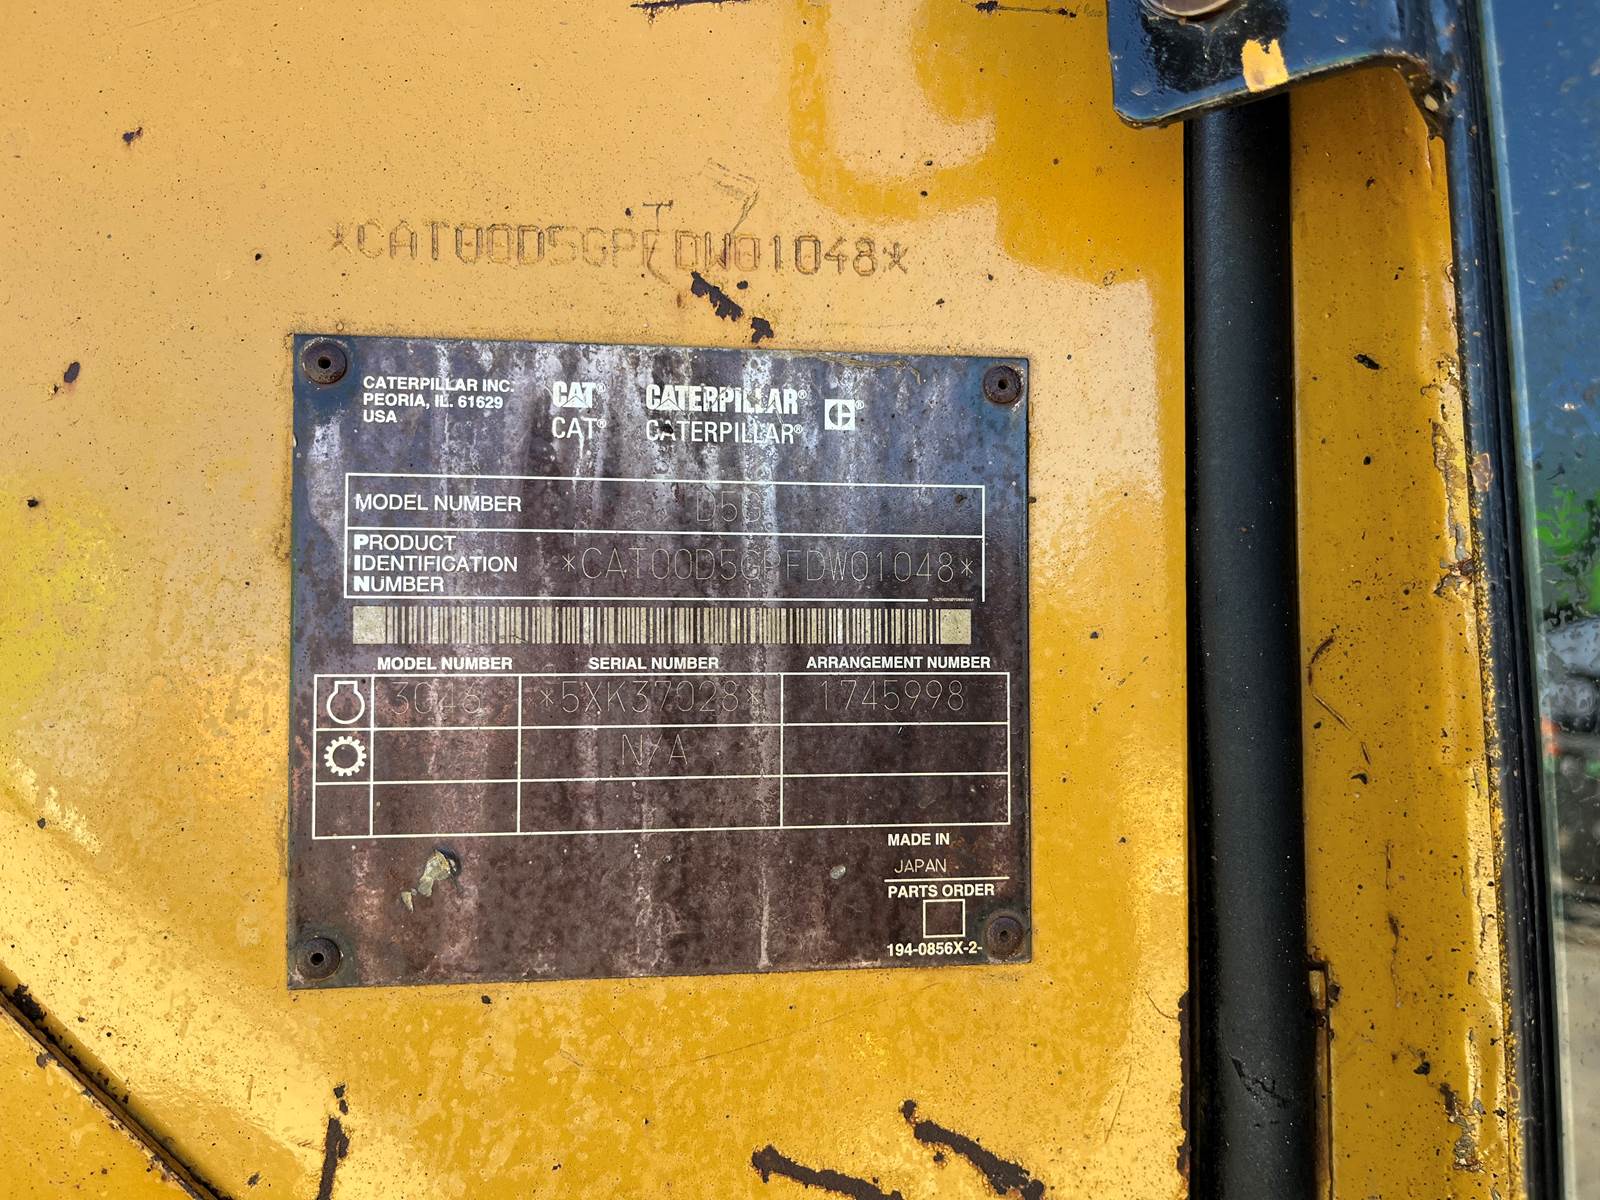 *CAT00D5GPFDW01048*
CATERPILLAR INC.
PEORIA, IL. 61629
USA
CAT® CATERPILLAR®
CAT® CATERPILLAR®
MODEL NUMBER D5G
PRODUCT
IDENTIFICATION
NUMBER
*CAT00D5GPFDW01048*
MODEL NUMBER SERIAL NUMBER ARRANGEMENT NUMBER
3046 *5XK37028* 1745998
N/A
MADE IN
JAPAN
PARTS ORDER
194-0856X-2-